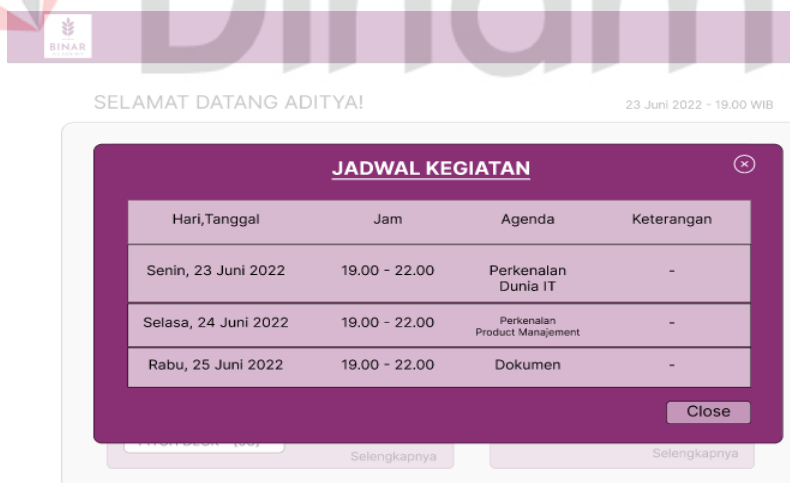 BINAR
SELAMAT DATANG ADITYA!
23 Juni 2022 - 19.00 WIB
JADWAL KEGIATAN
Hari,Tanggal Jam Agenda Keterangan
Senin, 23 Juni 2022 19.00 - 22.00 Perkenalan -
Dunia IT
Selasa, 24 Juni 2022 19.00 - 22.00 Perkenalan -
Product Manajement
Rabu, 25 Juni 2022 19.00 - 22.00 Dokumen -
Close
Selengkapnya
Selengkapnya